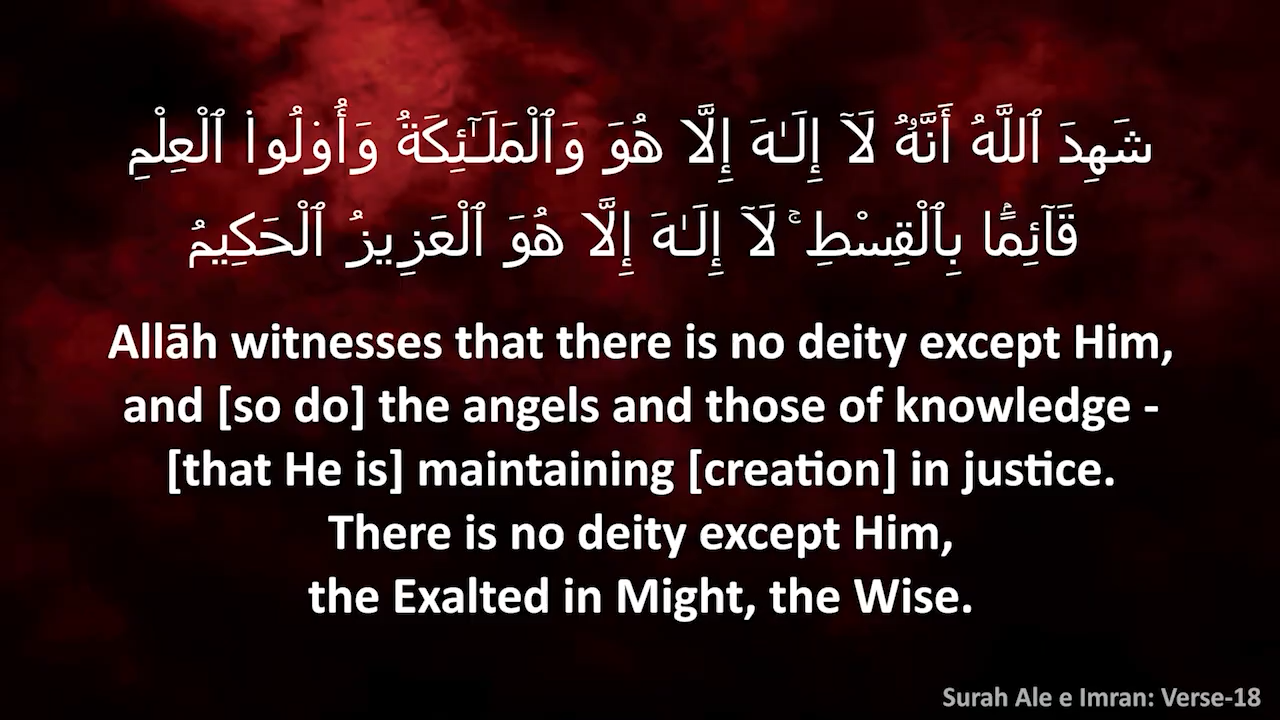 شَهِدَ ٱللَّهُ أَنَّهُۥ لَآ إِلَـٰهَ إِلَّا هُوَ وَٱلْمَلَـٰٓئِكَةُ وَأُو۟لُوا۟ ٱلْعِلْمِ
قَآئِمًۢا بِٱلْقِسْطِ ۚ لَآ إِلَـٰهَ إِلَّا هُوَ ٱلْعَزِيزُ ٱلْحَكِيمُ
Allāh witnesses that there is no deity except Him,
and [so do] the angels and those of knowledge -
[that He is] maintaining [creation] in justice.
There is no deity except Him,
the Exalted in Might, the Wise.
Surah Ale e Imran: Verse-18